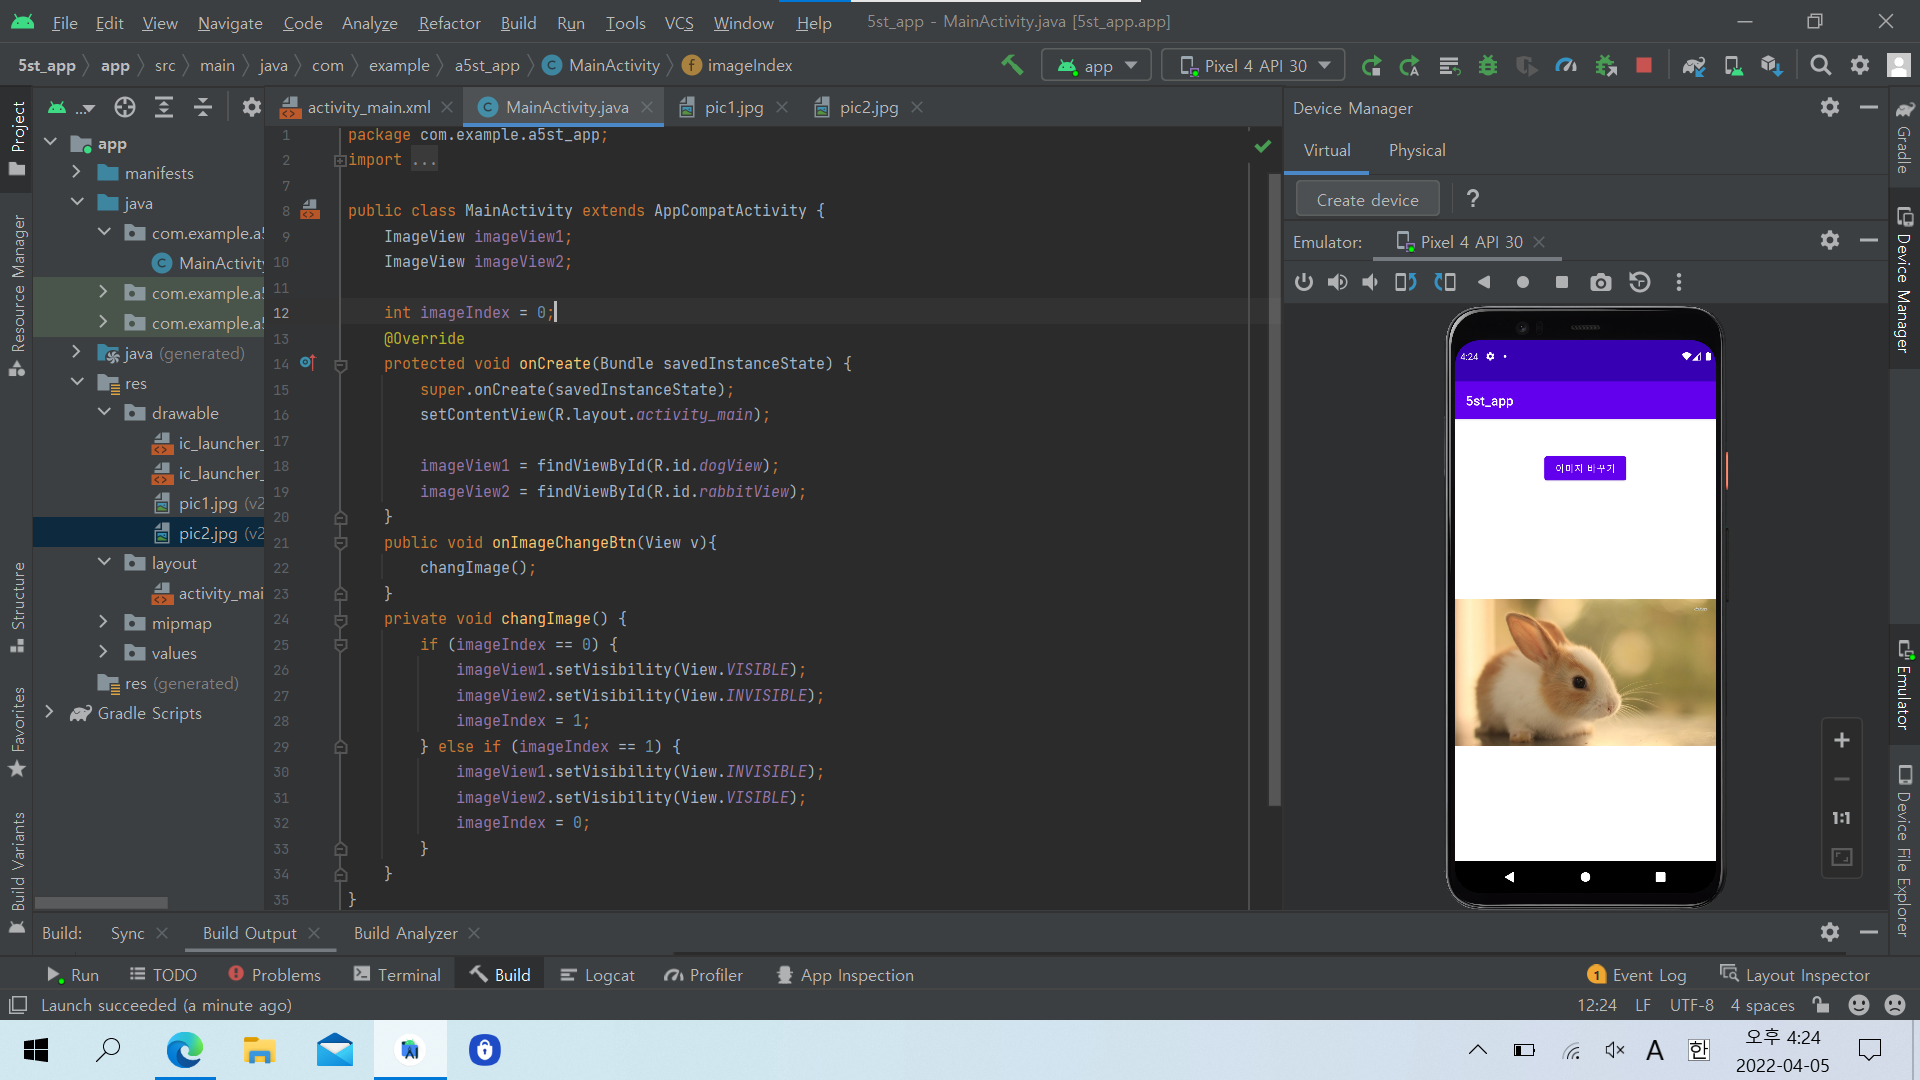 File Edit View Navigate Code Analyze Refactor Build Run Tools VCS Window Help 5st_app - MainActivity.java [5st_app.app]
5st_app app src main java com example a5st_app MainActivity imageIndex app Pixel 4 API 30
Project
Resource Manager
Structure
Favorites
Build Variants
...
app
manifests
java
com.example.a5
MainActivity
com.example.a5
com.example.a5
java (generated)
res
drawable
ic_launcher_
ic_launcher_
pic1.jpg (v2
pic2.jpg (v2
layout
activity_mai
mipmap
values
res (generated)
Gradle Scripts
activity_main.xml MainActivity.java pic1.jpg pic2.jpg
1 package com.example.a5st_app;
2 import ...
7
8 public class MainActivity extends AppCompatActivity {
9 ImageView imageView1;
10 ImageView imageView2;
11
12 int imageIndex = 0;
13 @Override
14 protected void onCreate(Bundle savedInstanceState) {
15 super.onCreate(savedInstanceState);
16 setContentView(R.layout.activity_main);
17
18 imageView1 = findViewById(R.id.dogView);
19 imageView2 = findViewById(R.id.rabbitView);
20 }
21 public void onImageChangeBtn(View v){
22 changImage();
23 }
24 private void changImage() {
25 if (imageIndex == 0) {
26 imageView1.setVisibility(View.VISIBLE);
27 imageView2.setVisibility(View.INVISIBLE);
28 imageIndex = 1;
29 } else if (imageIndex == 1) {
30 imageView1.setVisibility(View.INVISIBLE);
31 imageView2.setVisibility(View.VISIBLE);
32 imageIndex = 0;
33 }
34 }
35 }
Device Manager
Virtual Physical
Create device ?
Emulator: Pixel 4 API 30
4:24
5st_app
이미지 바꾸기
1:1
Gradle
Device Manager
Emulator
Device File Explorer
Build: Sync Build Output Build Analyzer
Run TODO Problems Terminal Build Logcat Profiler App Inspection 1 Event Log Layout Inspector
Launch succeeded (a minute ago) 12:24 LF UTF-8 4 spaces
A 한 오후 4:24
2022-04-05